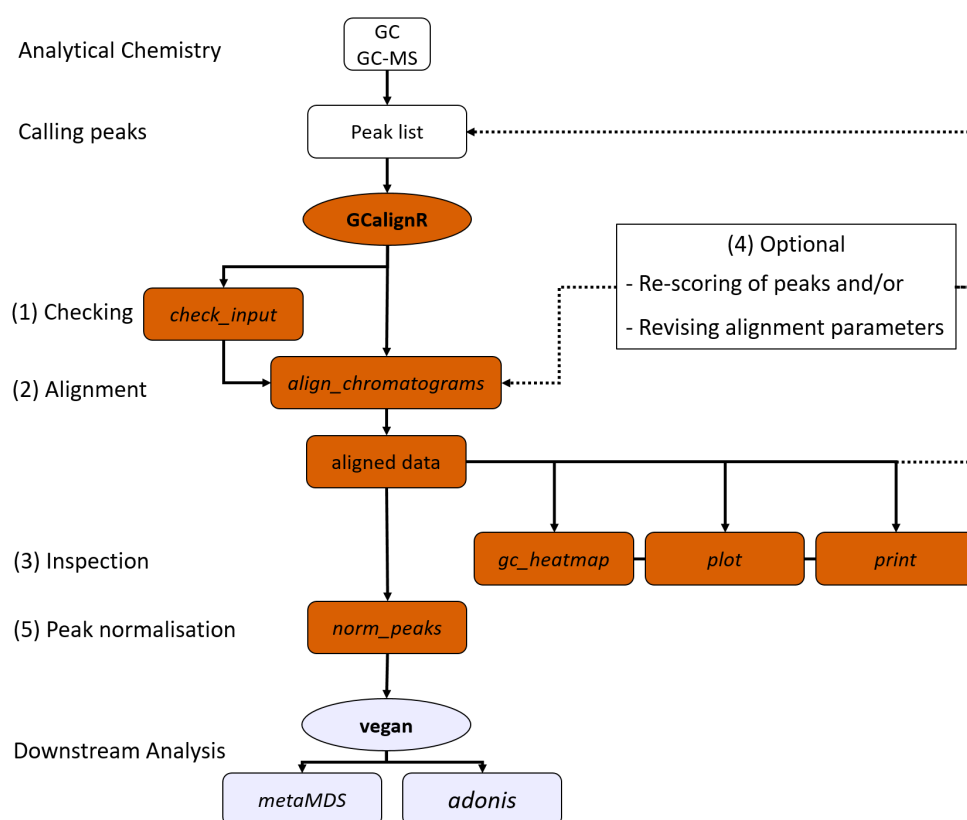 Analytical Chemistry
GC
GC-MS
Calling peaks
Peak list
GCalignR
(4) Optional
- Re-scoring of peaks and/or
- Revising alignment parameters
(1) Checking
check_input
(2) Alignment
align_chromatograms
aligned data
(3) Inspection
gc_heatmap
plot
print
(5) Peak normalisation
norm_peaks
vegan
Downstream Analysis
metaMDS
adonis